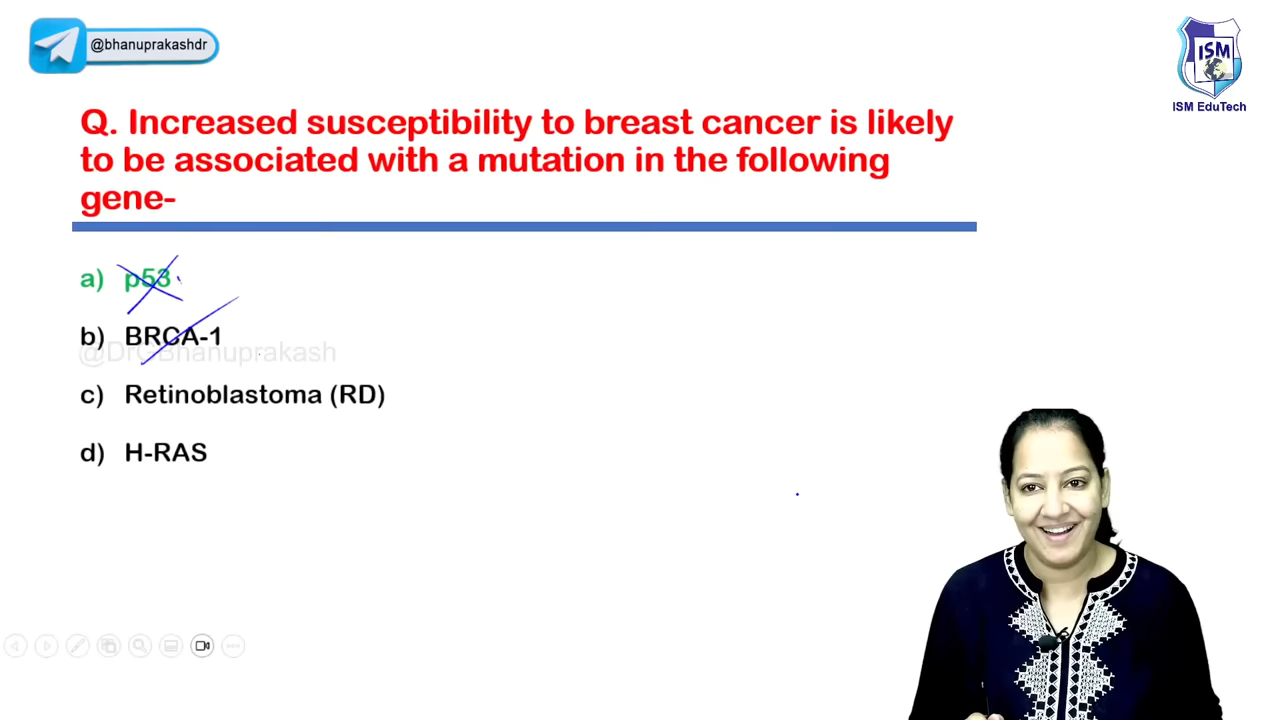 @bhanuprakashdr
ISM
ISM EduTech
Q. Increased susceptibility to breast cancer is likely
to be associated with a mutation in the following
gene-
a) p53
b) BRCA-1
@DrGBhanuprakash
c) Retinoblastoma (RD)
d) H-RAS